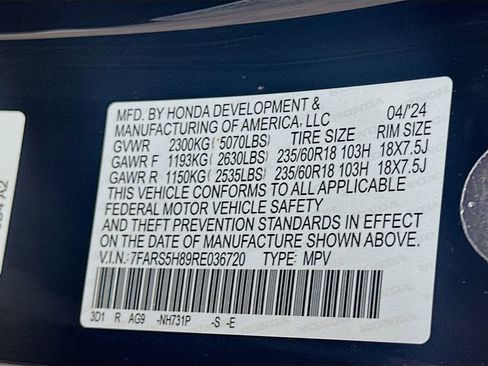 MFD. BY HONDA DEVELOPMENT & 04/'24
MANUFACTURING OF AMERICA, LLC
GVWR 2300KG( 5070LBS) TIRE SIZE RIM SIZE
GAWR F 1193KG( 2630LBS) 235/60R18 103H 18X7.5J
GAWR R 1150KG( 2535LBS) 235/60R18 103H 18X7.5J
THIS VEHICLE CONFORMS TO ALL APPLICABLE
FEDERAL MOTOR VEHICLE SAFETY
AND THEFT PREVENTION STANDARDS IN EFFECT
ON THE DATE OF MANUFACTURE SHOWN ABOVE.
V.I.N.: 7FARS5H89RE036720 TYPE: MPV
3D1 R AG9 -NH731P -S -E